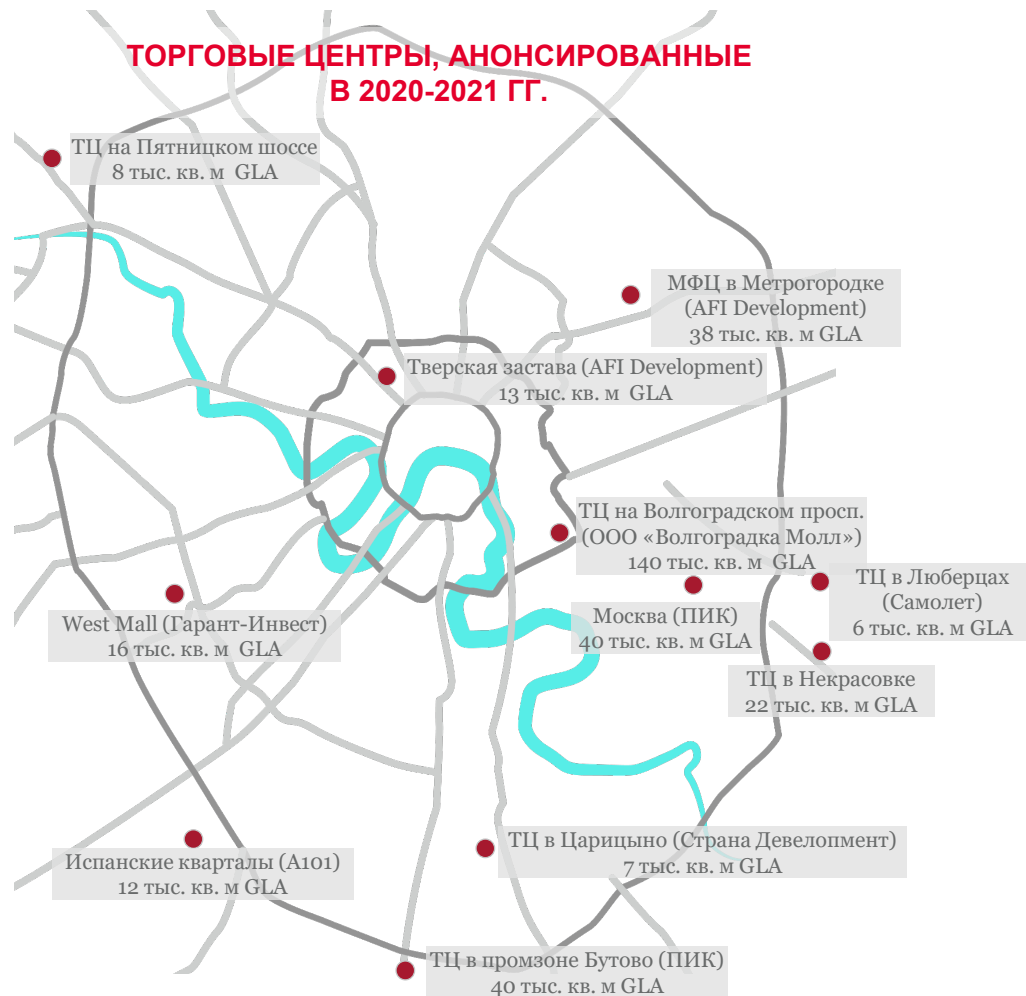 ТОРГОВЫЕ ЦЕНТРЫ, АНОНСИРОВАННЫЕ
В 2020-2021 ГГ.
ТЦ на Пятницком шоссе
8 тыс. кв. м GLA
МФЦ в Метрогородке
(AFI Development)
38 тыс. кв. м GLA
Тверская застава (AFI Development)
13 тыс. кв. м GLA
ТЦ на Волгоградском просп.
(ООО «Волгоградка Молл»)
140 тыс. кв. м GLA
ТЦ в Люберцах
(Самолет)
6 тыс. кв. м GLA
Москва (ПИК)
40 тыс. кв. м GLA
West Mall (Гарант-Инвест)
16 тыс. кв. м GLA
ТЦ в Некрасовке
22 тыс. кв. м GLA
ТЦ в Царицыно (Страна Девелопмент)
7 тыс. кв. м GLA
Испанские кварталы (А101)
12 тыс. кв. м GLA
ТЦ в промзоне Бутово (ПИК)
40 тыс. кв. м GLA